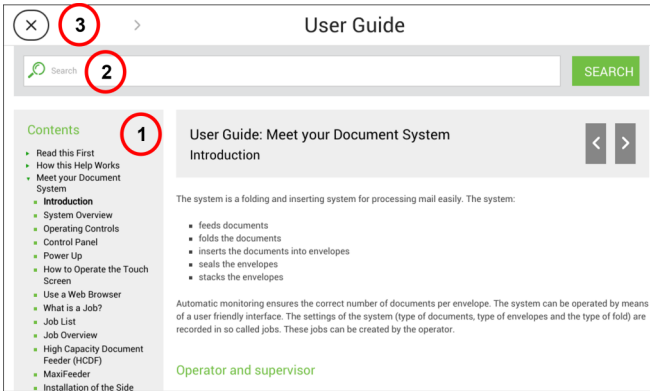 3
User Guide
Search
2
SEARCH
Contents
1
Read this First
How this Help Works
Meet your Document
System
Introduction
System Overview
Operating Controls
Control Panel
Power Up
How to Operate the Touch
Screen
Use a Web Browser
What is a Job?
Job List
Job Overview
High Capacity Document
Feeder (HCDF)
MaxiFeeder
Installation of the Side
User Guide: Meet your Document System
Introduction
The system is a folding and inserting system for processing mail easily. The system:
feeds documents
folds the documents
inserts the documents into envelopes
seals the envelopes
stacks the envelopes
Automatic monitoring ensures the correct number of documents per envelope. The system can be operated by means
of a user friendly interface. The settings of the system (type of documents, type of envelopes and the type of fold) are
recorded in so called jobs. These jobs can be created by the operator.
Operator and supervisor